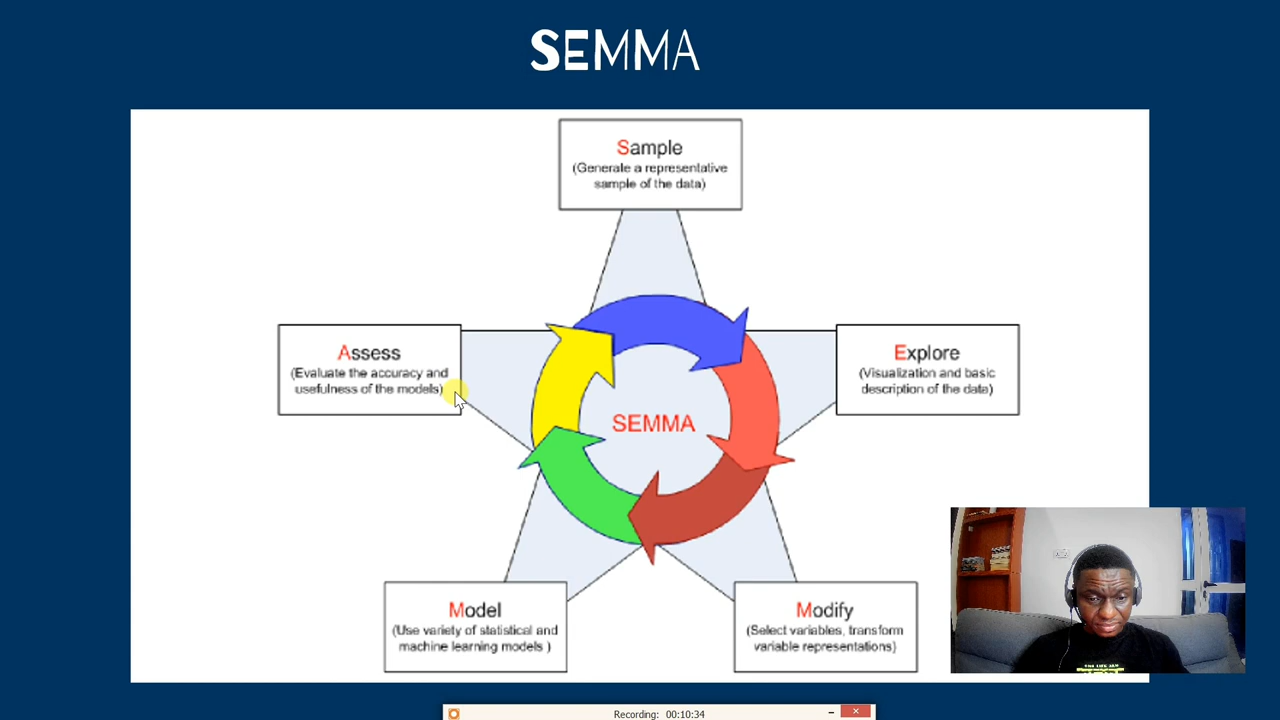 SEMMA
Sample
(Generate a representative
sample of the data)
Assess
(Evaluate the accuracy and
usefulness of the models)
Explore
(Visualization and basic
description of the data)
SEMMA
Model
(Use variety of statistical and
machine learning models )
Modify
(Select variables, transform
variable representations)
Recording: 00:10:34